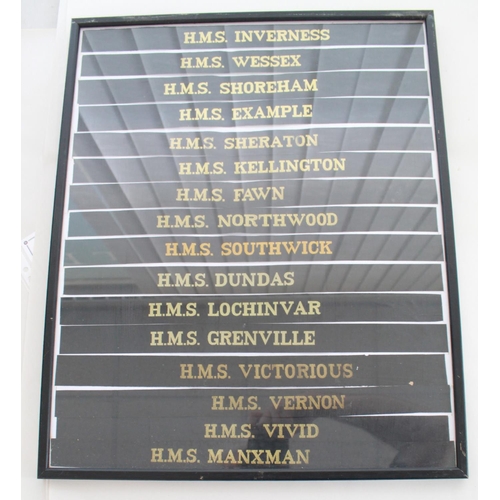 H.M.S. INVERNESS
H.M.S. WESSEX
H.M.S. SHOREHAM
H.M.S. EXAMPLE
H.M.S. SHERATON
H.M.S. KELLINGTON
H.M.S. FAWN
H.M.S. NORTHWOOD
H.M.S. SOUTHWICK
H.M.S. DUNDAS
H.M.S. LOCHINVAR
H.M.S. GRENVILLE
H.M.S. VICTORIOUS
H.M.S. VERNON
H.M.S. VIVID
H.M.S. MANXMAN